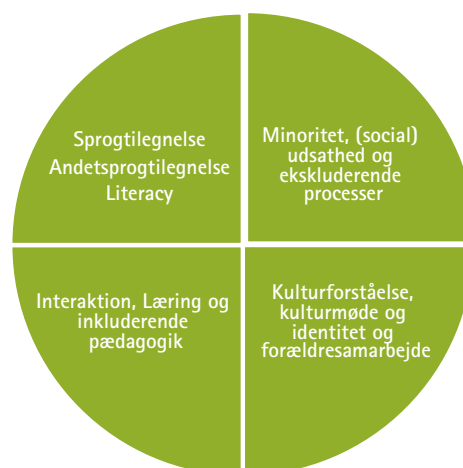 Sprogtilegnelse
Andetsprogtilegnelse
Literacy
Minoritet, (social)
udsathed og
ekskluderende
processer
Interaktion, Læring og
inkluderende
pædagogik
Kulturforståelse,
kulturmøde og
identitet og
forældresamarbejde